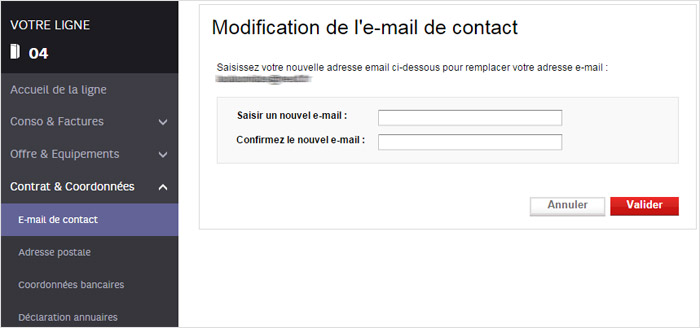 VOTRE LIGNE
04
Accueil de la ligne
Conso & Factures
Offre & Equipements
Contrat & Coordonnées
E-mail de contact
Adresse postale
Coordonnées bancaires
Déclaration annuaires
Modification de l'e-mail de contact
Saisissez votre nouvelle adresse email ci-dessous pour remplacer votre adresse e-mail :
Saisir un nouvel e-mail :
Confirmez le nouvel e-mail :
Annuler
Valider